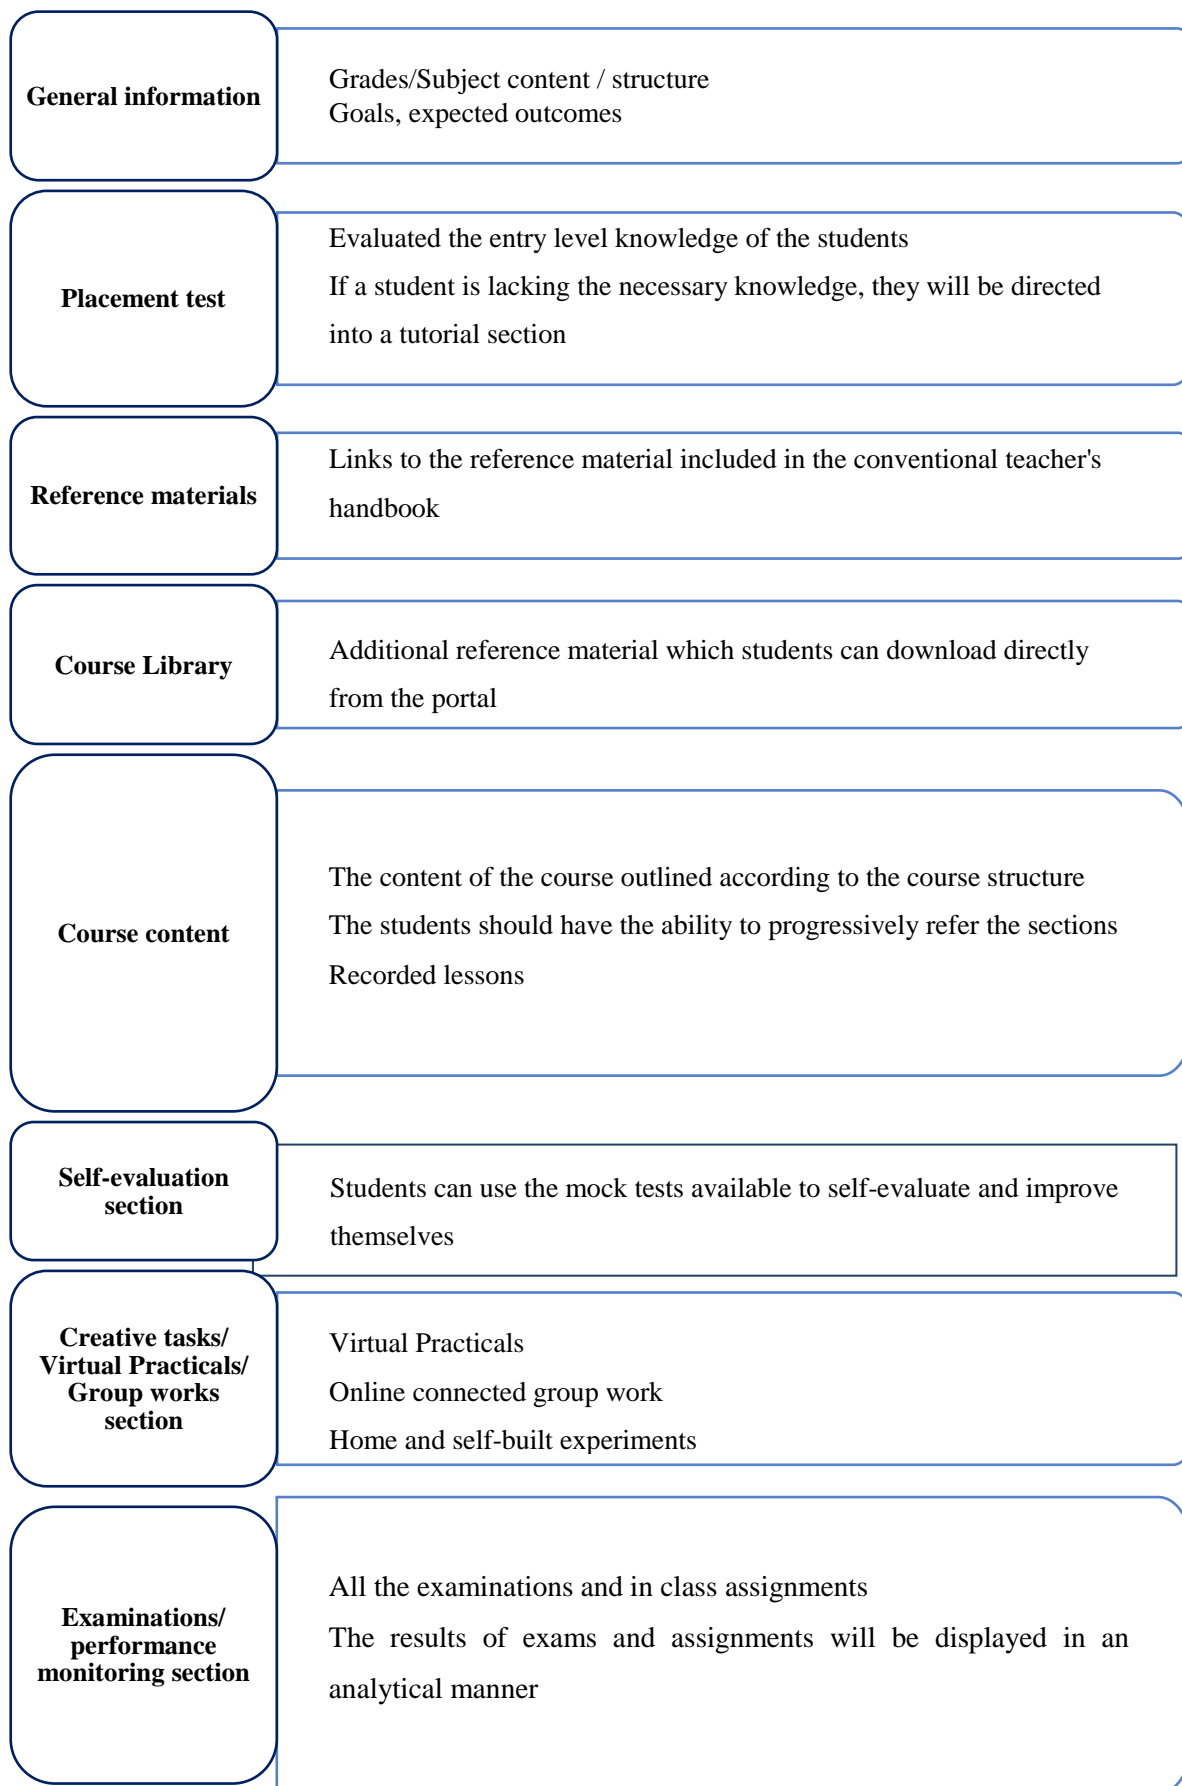 General information
Grades/Subject content / structure
Goals, expected outcomes
Placement test
Evaluated the entry level knowledge of the students
If a student is lacking the necessary knowledge, they will be directed
into a tutorial section
Reference materials
Links to the reference material included in the conventional teacher's
handbook
Course Library
Additional reference material which students can download directly
from the portal
Course content
The content of the course outlined according to the course structure
The students should have the ability to progressively refer the sections
Recorded lessons
Self-evaluation
section
Students can use the mock tests available to self-evaluate and improve
themselves
Creative tasks/
Virtual Practicals/
Group works
section
Virtual Practicals
Online connected group work
Home and self-built experiments
Examinations/
performance
monitoring section
All the examinations and in class assignments
The results of exams and assignments will be displayed in an
analytical manner